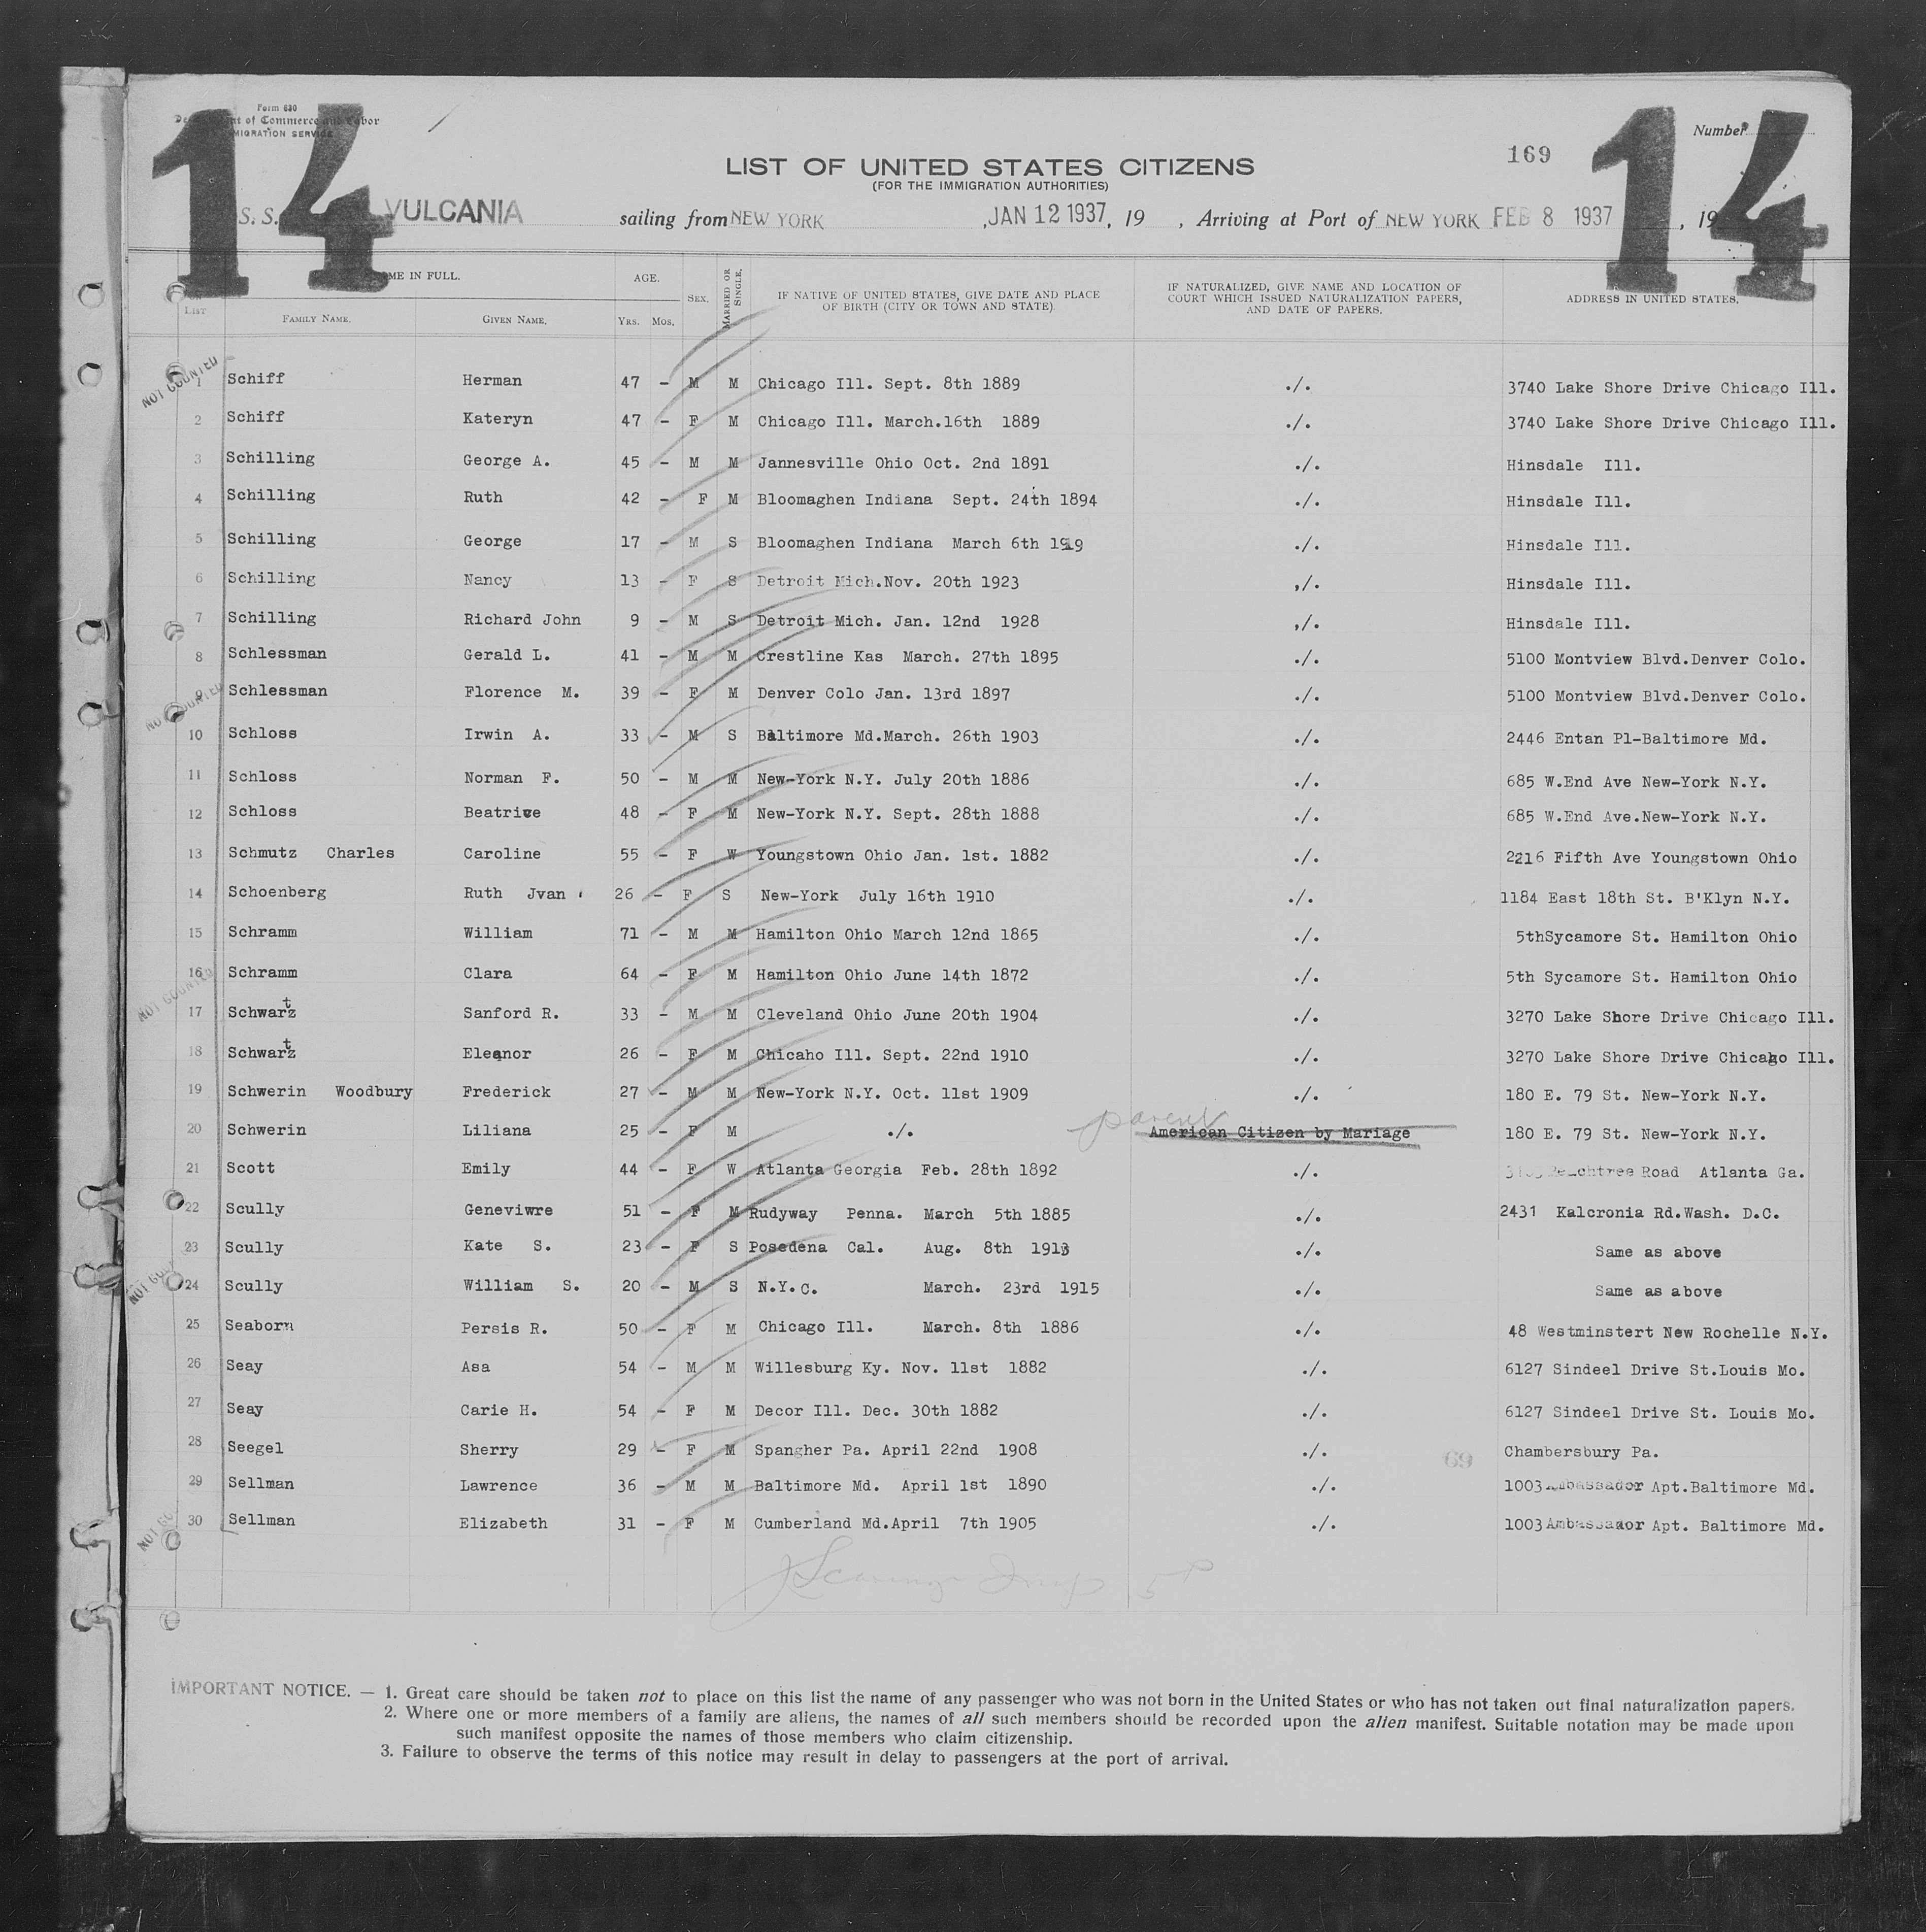 14
14
Form 630
Department of Commerce and Labor
IMMIGRATION SERVICE
Number
169
LIST OF UNITED STATES CITIZENS
(FOR THE IMMIGRATION AUTHORITIES)
S. S. VULCANIA sailing from NEW YORK , JAN 12 1937, 19 , Arriving at Port of NEW YORK FEB 8 1937 , 19
LIST NAME IN FULL. AGE. SEX. MARRIED OR SINGLE. IF NATIVE OF UNITED STATES, GIVE DATE AND PLACE OF BIRTH (CITY OR TOWN AND STATE). IF NATURALIZED, GIVE NAME AND LOCATION OF COURT WHICH ISSUED NATURALIZATION PAPERS, AND DATE OF PAPERS. ADDRESS IN UNITED STATES.
FAMILY NAME. GIVEN NAME. YRS. MOS.
NOT COUNTED
1 Schiff Herman 47 - M M Chicago Ill. Sept. 8th 1889 ./. 3740 Lake Shore Drive Chicago Ill.
2 Schiff Kateryn 47 - F M Chicago Ill. March.16th 1889 ./. 3740 Lake Shore Drive Chicago Ill.
3 Schilling George A. 45 - M M Jannesville Ohio Oct. 2nd 1891 ./. Hinsdale Ill.
4 Schilling Ruth 42 - F M Bloomaghen Indiana Sept. 24th 1894 ./. Hinsdale Ill.
5 Schilling George 17 - M S Bloomaghen Indiana March 6th 1919 ./. Hinsdale Ill.
6 Schilling Nancy 13 - F S Detroit Mich.Nov. 20th 1923 ,/. Hinsdale Ill.
7 Schilling Richard John 9 - M S Detroit Mich. Jan. 12nd 1928 ,/. Hinsdale Ill.
8 Schlessman Gerald L. 41 - M M Crestline Kas March. 27th 1895 ./. 5100 Montview Blvd.Denver Colo.
NOT COUNTED
9 Schlessman Florence M. 39 - F M Denver Colo Jan. 13rd 1897 ./. 5100 Montview Blvd.Denver Colo.
10 Schloss Irwin A. 33 - M S Baltimore Md.March. 26th 1903 ./. 2446 Entan Pl-Baltimore Md.
11 Schloss Norman F. 50 - M M New-York N.Y. July 20th 1886 ./. 685 W.End Ave New-York N.Y.
12 Schloss Beatrice 48 - F M New-York N.Y. Sept. 28th 1888 ./. 685 W.End Ave.New-York N.Y.
13 Schmutz Charles Caroline 55 - F W Youngstown Ohio Jan. 1st. 1882 ./. 2216 Fifth Ave Youngstown Ohio
14 Schoenberg Ruth Jvan 26 - F S New-York July 16th 1910 ./. 1184 East 18th St. B'Klyn N.Y.
15 Schramm William 71 - M M Hamilton Ohio March 12nd 1865 ./. 5thSycamore St. Hamilton Ohio
NOT COUNTED
16 Schramm Clara 64 - F M Hamilton Ohio June 14th 1872 ./. 5th Sycamore St. Hamilton Ohio
17 Schwartz Sanford R. 33 - M M Cleveland Ohio June 20th 1904 ./. 3270 Lake Shore Drive Chicago Ill.
18 Schwartz Eleanor 26 - F M Chicaho Ill. Sept. 22nd 1910 ./. 3270 Lake Shore Drive Chicago Ill.
19 Schwerin Woodbury Frederick 27 - M M New-York N.Y. Oct. 11st 1909 ./. 180 E. 79 St. New-York N.Y.
parent
20 Schwerin Liliana 25 - F M ./. American Citizen by Mariage 180 E. 79 St. New-York N.Y.
21 Scott Emily 44 - F W Atlanta Georgia Feb. 28th 1892 ./. Peachtree Road Atlanta Ga.
22 Scully Geneviwre 51 - F M Rudyway Penna. March 5th 1885 ./. 2431 Kalcronia Rd.Wash. D.C.
23 Scully Kate S. 23 - F S Posedena Cal. Aug. 8th 1913 ./. Same as above
NOT
24 Scully William S. 20 - M S N.Y.C. March. 23rd 1915 ./. Same as above
25 Seaborn Persis R. 50 - F M Chicago Ill. March. 8th 1886 ./. 48 Westminstert New Rochelle N.Y.
26 Seay Asa 54 - M M Willesburg Ky. Nov. 11st 1882 ./. 6127 Sindeel Drive St.Louis Mo.
27 Seay Carie H. 54 - F M Decor Ill. Dec. 30th 1882 ./. 6127 Sindeel Drive St. Louis Mo.
28 Seegel Sherry 29 - F M Spangher Pa. April 22nd 1908 ./. Chambersbury Pa.
69
29 Sellman Lawrence 36 - M M Baltimore Md. April 1st 1890 ./. 1003 Ambassador Apt.Baltimore Md.
NOT
30 Sellman Elizabeth 31 - F M Cumberland Md.April 7th 1905 ./. 1003 Ambassador Apt. Baltimore Md.
IMPORTANT NOTICE. — 1. Great care should be taken not to place on this list the name of any passenger who was not born in the United States or who has not taken out final naturalization papers.
2. Where one or more members of a family are aliens, the names of all such members should be recorded upon the alien manifest. Suitable notation may be made upon
such manifest opposite the names of those members who claim citizenship.
3. Failure to observe the terms of this notice may result in delay to passengers at the port of arrival.